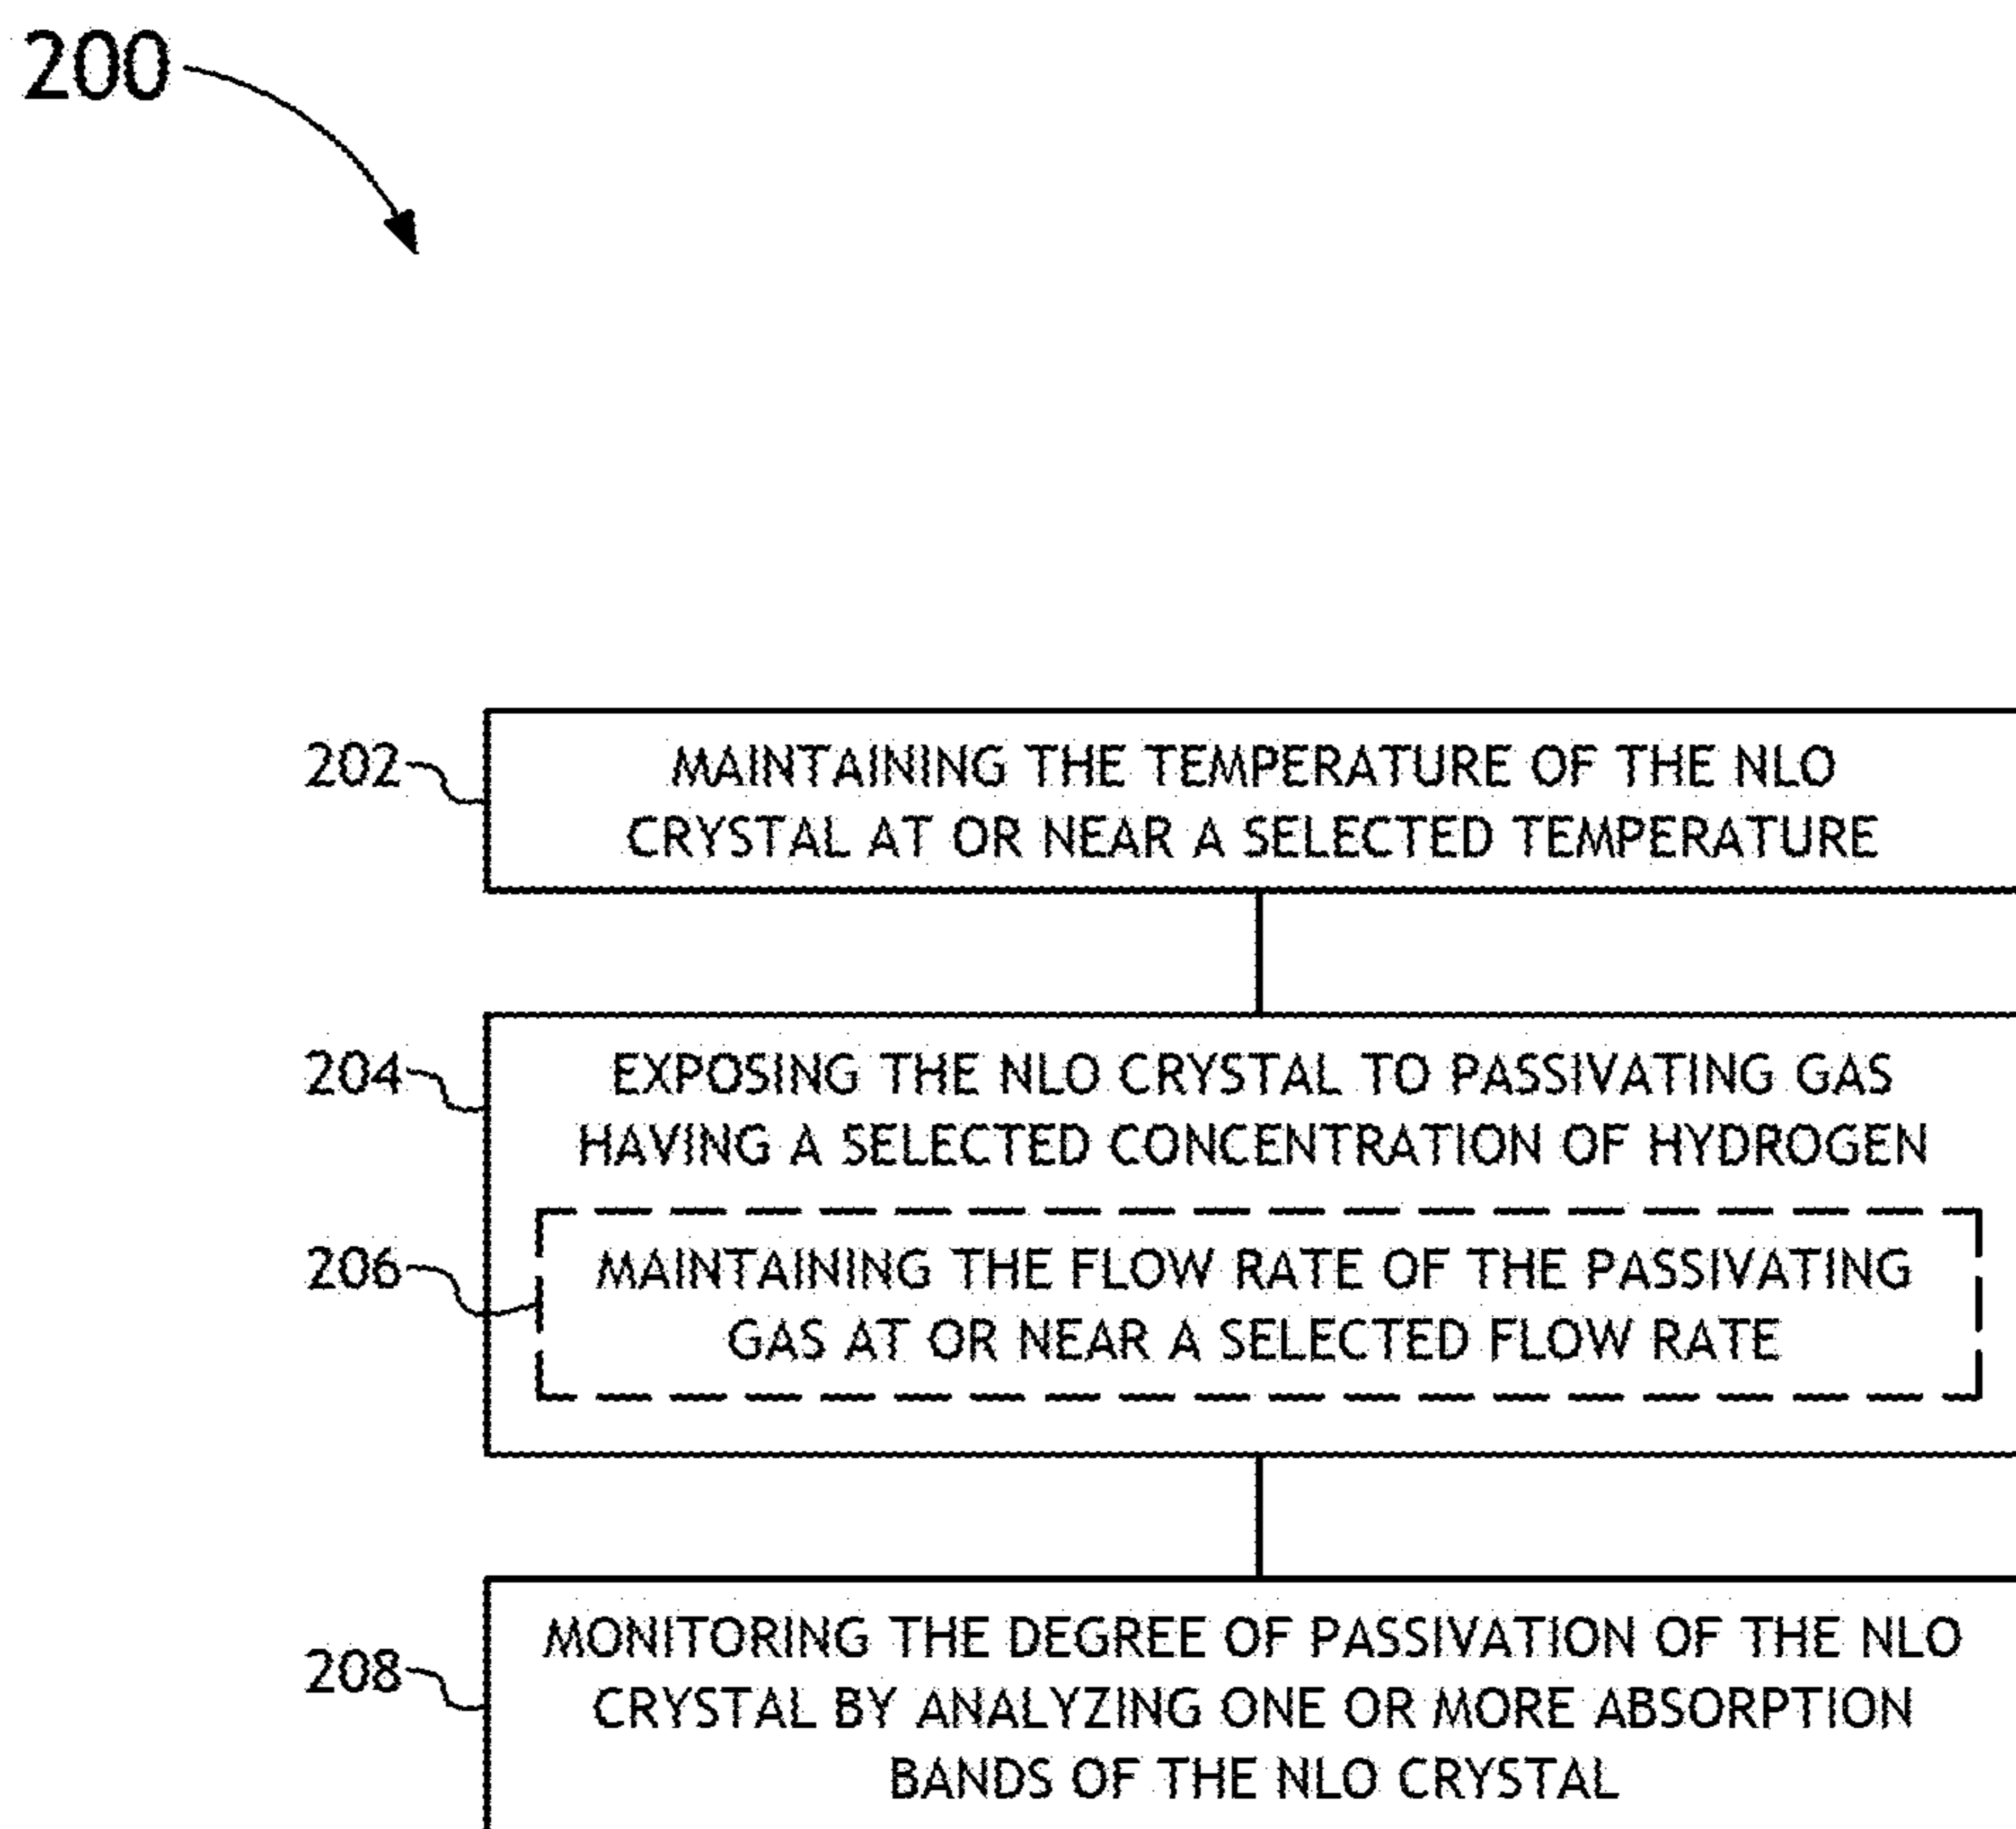 200
202
MAINTAINING THE TEMPERATURE OF THE NLO
CRYSTAL AT OR NEAR A SELECTED TEMPERATURE
204
EXPOSING THE NLO CRYSTAL TO PASSIVATING GAS
HAVING A SELECTED CONCENTRATION OF HYDROGEN
206
MAINTAINING THE FLOW RATE OF THE PASSIVATING
GAS AT OR NEAR A SELECTED FLOW RATE
208
MONITORING THE DEGREE OF PASSIVATION OF THE NLO
CRYSTAL BY ANALYZING ONE OR MORE ABSORPTION
BANDS OF THE NLO CRYSTAL